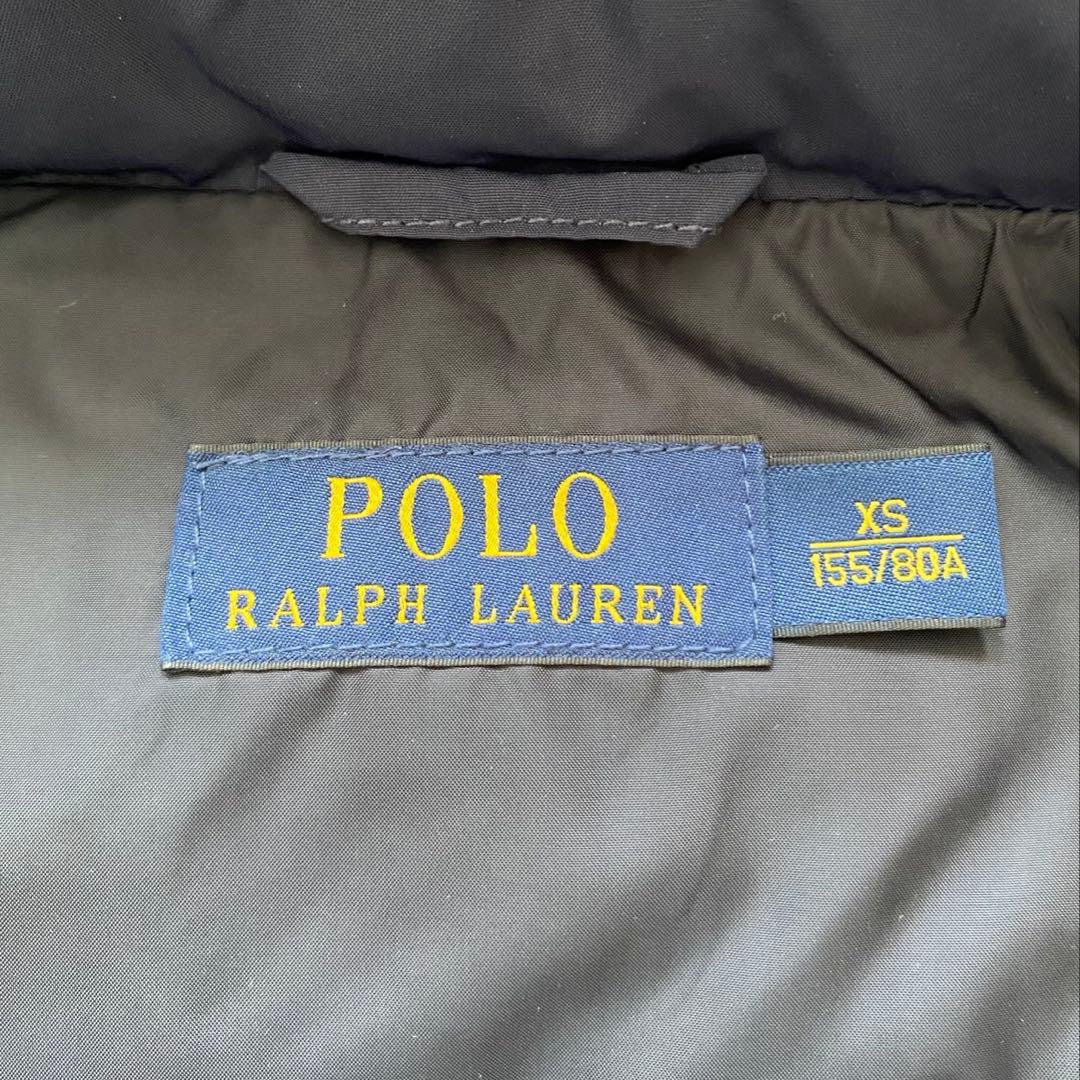 POLO
RALPH LAUREN
XS
155/80A